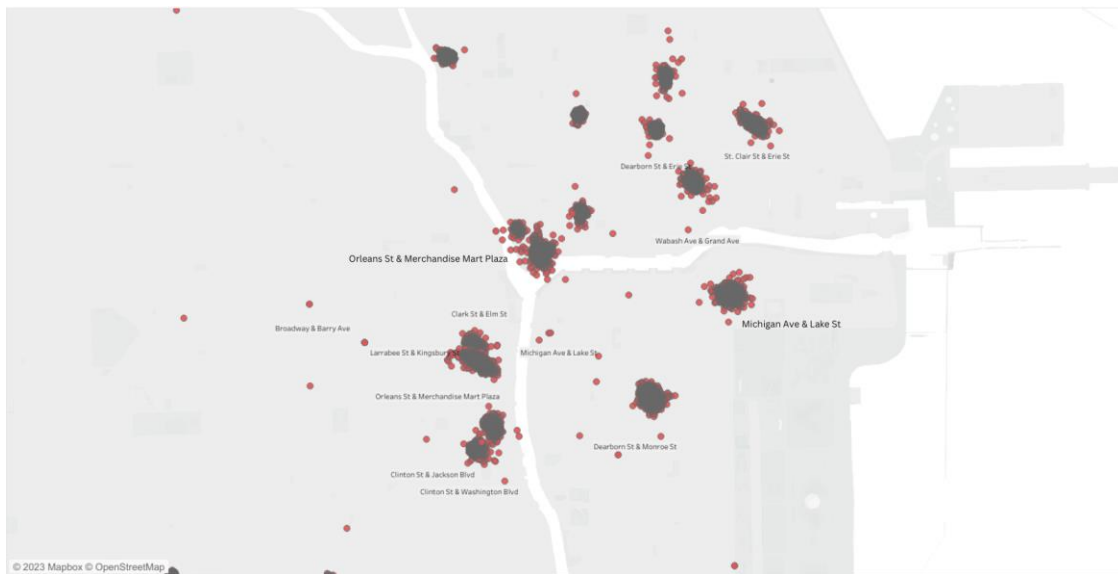 St. Clair St & Erie St
Dearborn St & Erie St
Wabash Ave & Grand Ave
Orleans St & Merchandise Mart Plaza
Clark St & Elm St
Michigan Ave & Lake St
Broadway & Barry Ave
Larrabee St & Kingsbury
Michigan Ave & Lake St
Orleans St & Merchandise Mart Plaza
Dearborn St & Monroe St
Clinton St & Jackson Blvd
Clinton St & Washington Blvd
© 2023 Mapbox © OpenStreetMap